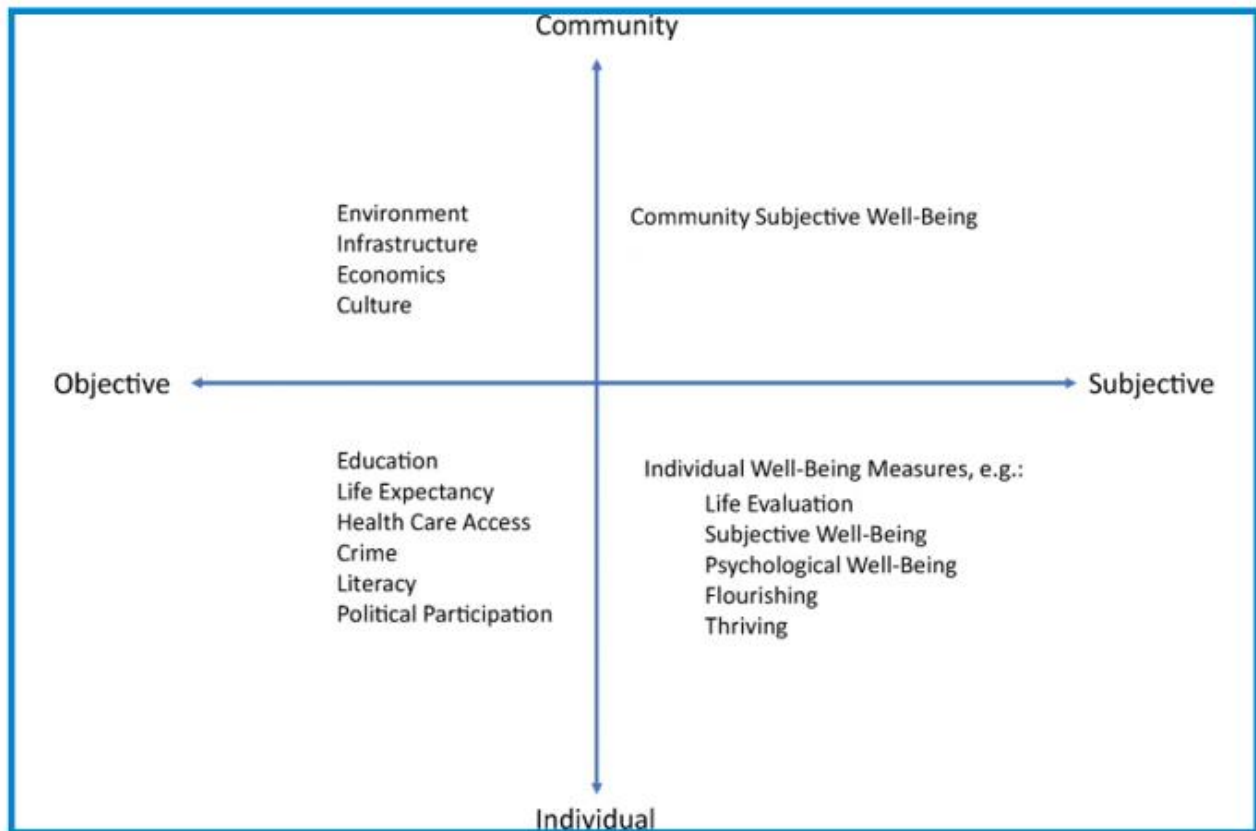 Community
Environment
Infrastructure
Economics
Culture
Community Subjective Well-Being
Objective
Subjective
Education
Life Expectancy
Health Care Access
Crime
Literacy
Political Participation
Individual Well-Being Measures, e.g.:
Life Evaluation
Subjective Well-Being
Psychological Well-Being
Flourishing
Thriving
Individual